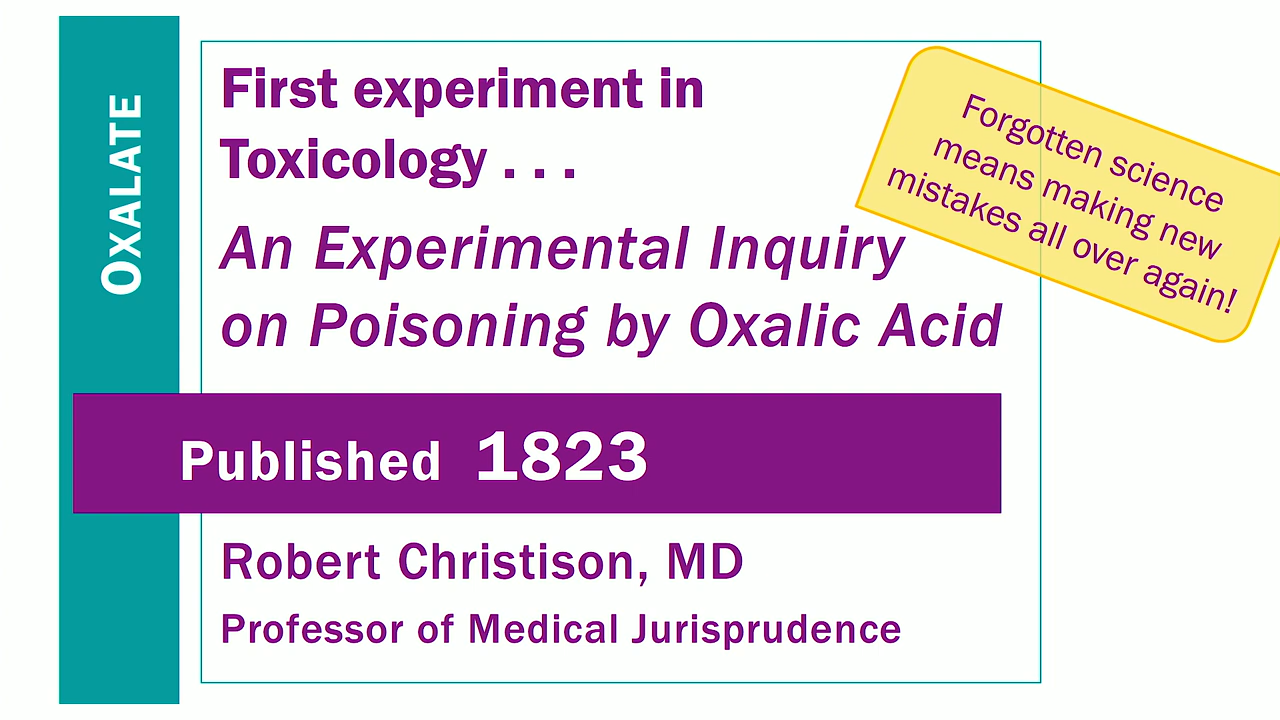 OXALATE
First experiment in
Toxicology . . .
An Experimental Inquiry
on Poisoning by Oxalic Acid
Published 1823
Robert Christison, MD
Professor of Medical Jurisprudence
Forgotten science
means making new
mistakes all over again!